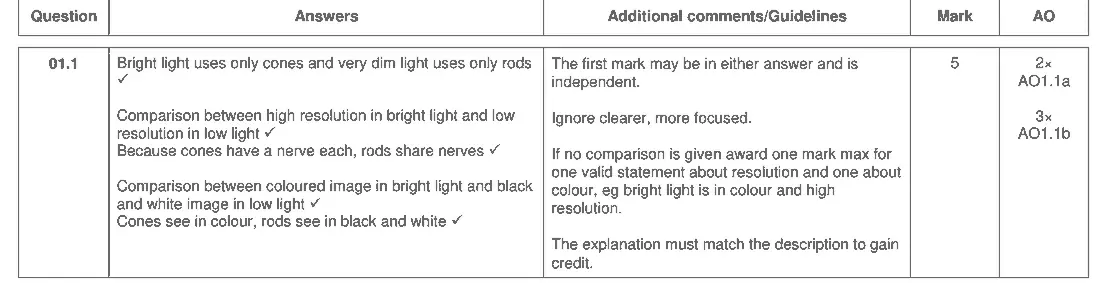 Question Answers Additional comments/Guidelines Mark AO
01.1 Bright light uses only cones and very dim light uses only rods ✓ The first mark may be in either answer and is independent. 5 2× AO1.1a
Comparison between high resolution in bright light and low resolution in low light ✓
Because cones have a nerve each, rods share nerves ✓
Comparison between coloured image in bright light and black and white image in low light ✓
Cones see in colour, rods see in black and white ✓
Ignore clearer, more focused.
If no comparison is given award one mark max for one valid statement about resolution and one about colour, eg bright light is in colour and high resolution.
The explanation must match the description to gain credit.
3× AO1.1b